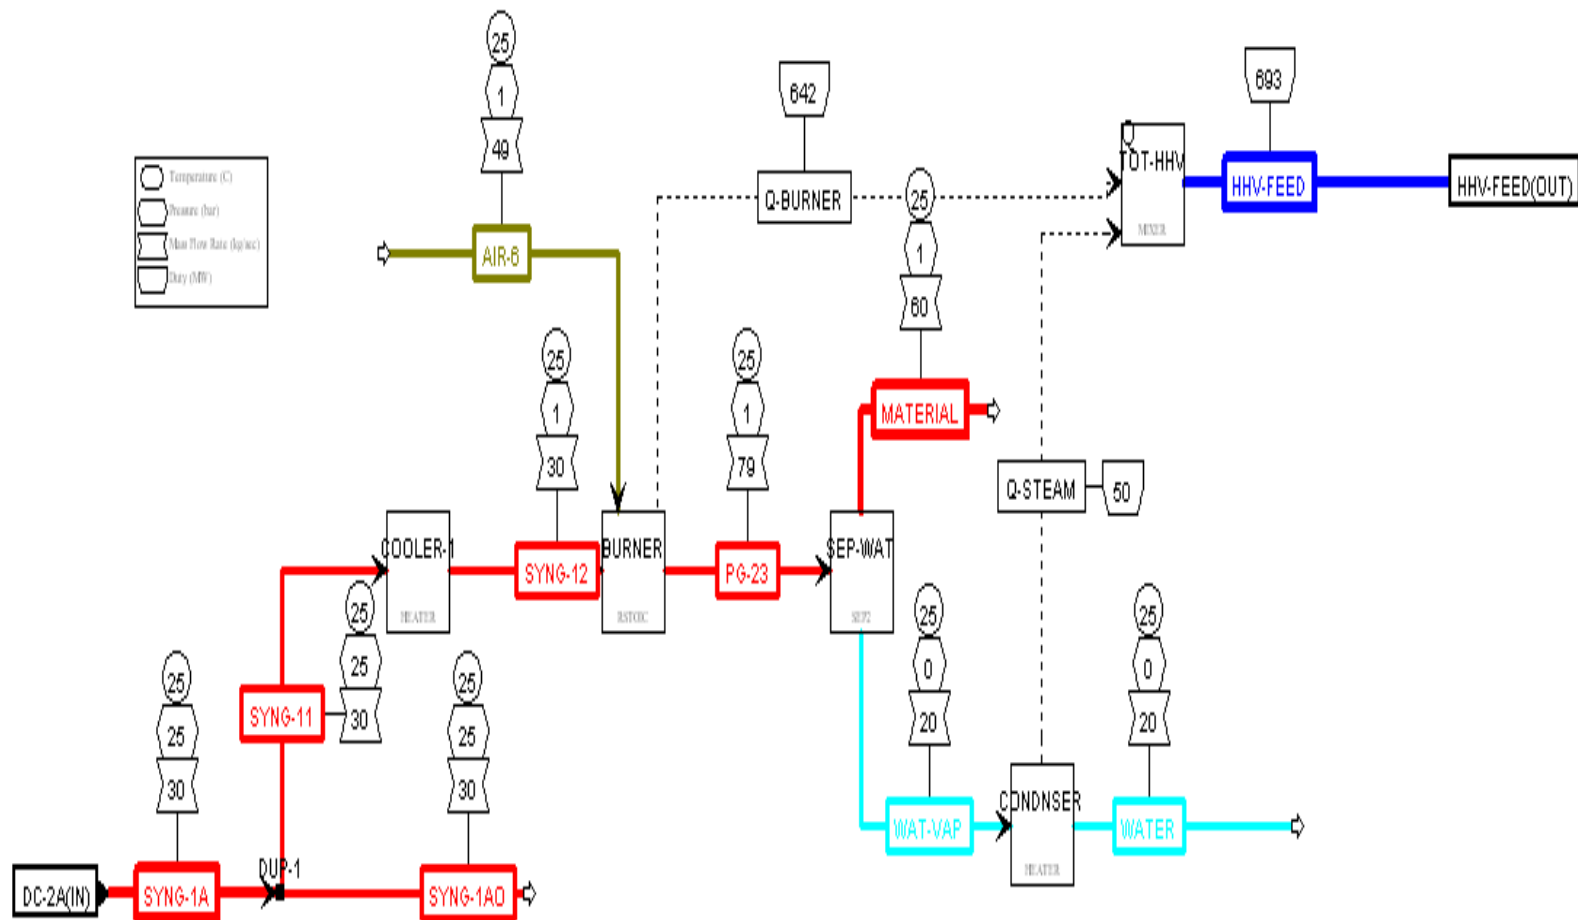 25
1
49
642
693
Q
TOT-HHV
MIXER
HHV-FEED
HHV-FEED(OUT)
Temperature (C)
Pressure (bar)
Mass Flow Rate (kg/sec)
Duty (MW)
Q-BURNER
AIR-6
25
1
60
MATERIAL
25
1
30
25
1
79
Q-STEAM
50
COOLER-1
HEATER
SYNG-12
BURNER
RSTOIC
PG-23
SEP-WAT
SEP2
25
25
30
SYNG-11
25
0
20
25
0
20
25
25
30
25
25
30
CONDNSER
HEATER
WAT-VAP
WATER
DUP-1
DC-2A(IN)
SYNG-1A
SYNG-1AO